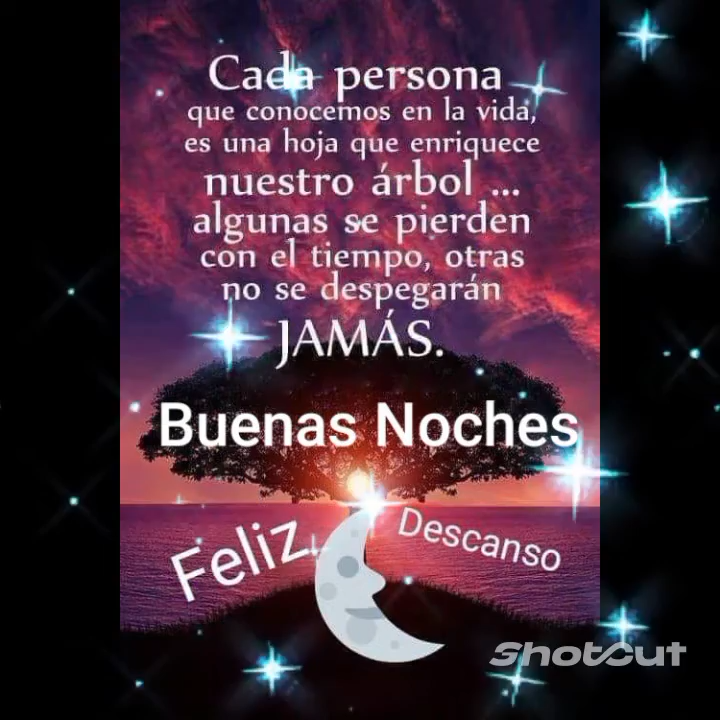 Cada persona
que conocemos en la vida,
es una hoja que enriquece
nuestro árbol ...
algunas se pierden
con el tiempo, otras
no se despegarán
JAMÁS.
Buenas Noches
Feliz Descanso
ShotCut